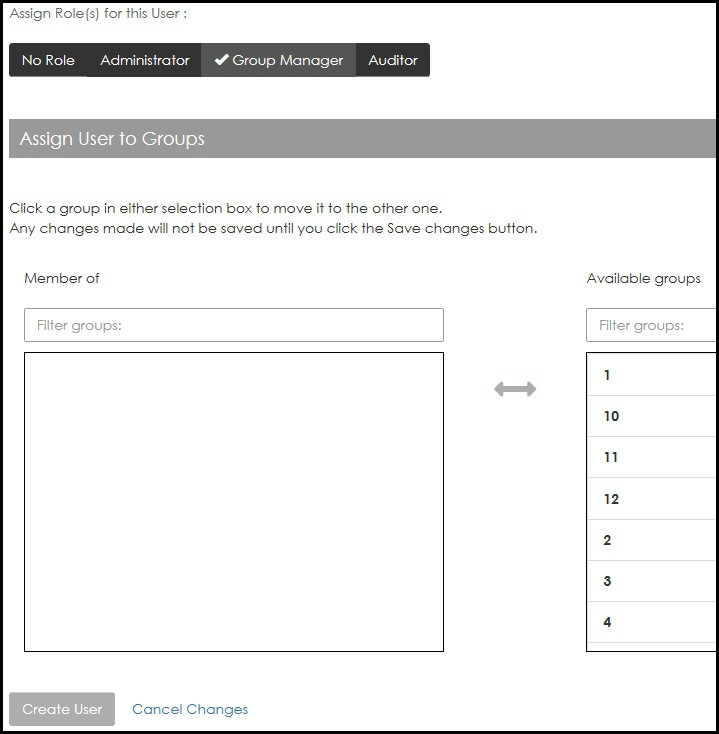 Assign Role(s) for this User :
No Role Administrator Group Manager Auditor
Assign User to Groups
Click a group in either selection box to move it to the other one.
Any changes made will not be saved until you click the Save changes button.
Member of
Filter groups:
Available groups
Filter groups:
1
10
11
12
2
3
4
Create User Cancel Changes